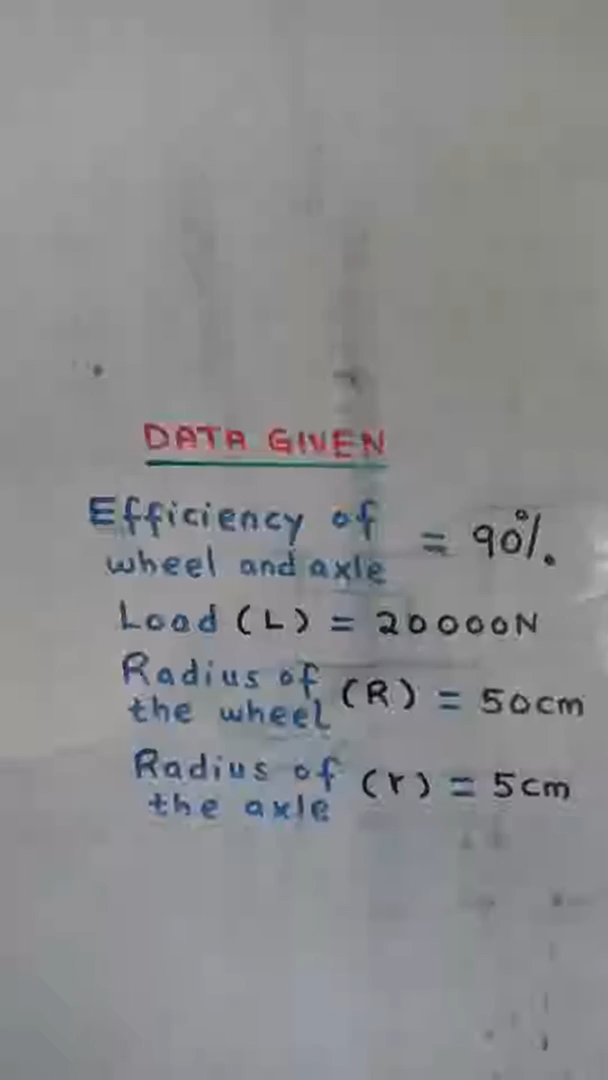 DATA GIVEN
Efficiency of
wheel and axle = 90%.
Load (L) = 20000N
Radius of
the wheel (R) = 50cm
Radius of
the axle (r) = 5cm